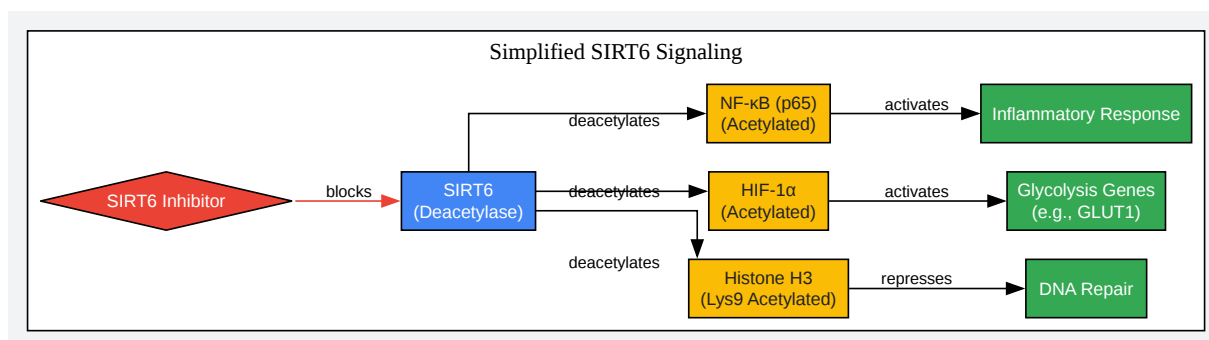 Simplified SIRT6 Signaling
NF-κB (p65)
(Acetylated)
activates
Inflammatory Response
deacetylates
SIRT6 Inhibitor
blocks
SIRT6
(Deacetylase)
deacetylates
HIF-1α
(Acetylated)
activates
Glycolysis Genes
(e.g., GLUT1)
deacetylates
Histone H3
(Lys9 Acetylated)
represses
DNA Repair